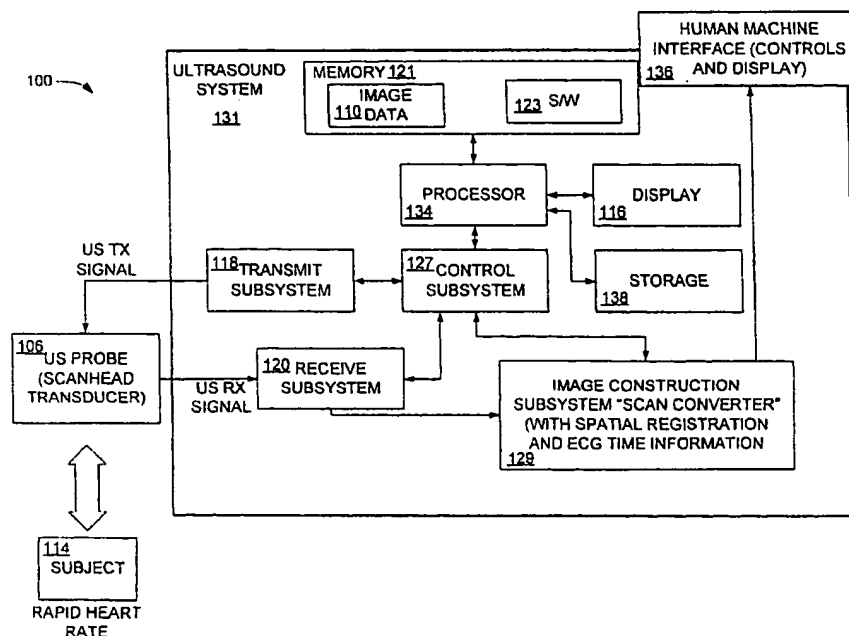 100
ULTRASOUND
SYSTEM
131
MEMORY 121
IMAGE
110 DATA
123 S/W
HUMAN MACHINE
INTERFACE (CONTROLS
AND DISPLAY)
136
PROCESSOR
134
DISPLAY
116
US TX
SIGNAL
118 TRANSMIT
SUBSYSTEM
127 CONTROL
SUBSYSTEM
STORAGE
138
106 US PROBE
(SCANHEAD
TRANSDUCER)
US RX
SIGNAL
120 RECEIVE
SUBSYSTEM
IMAGE CONSTRUCTION
SUBSYSTEM "SCAN CONVERTER"
(WITH SPATIAL REGISTRATION
AND ECG TIME INFORMATION
129
114
SUBJECT
RAPID HEART
RATE